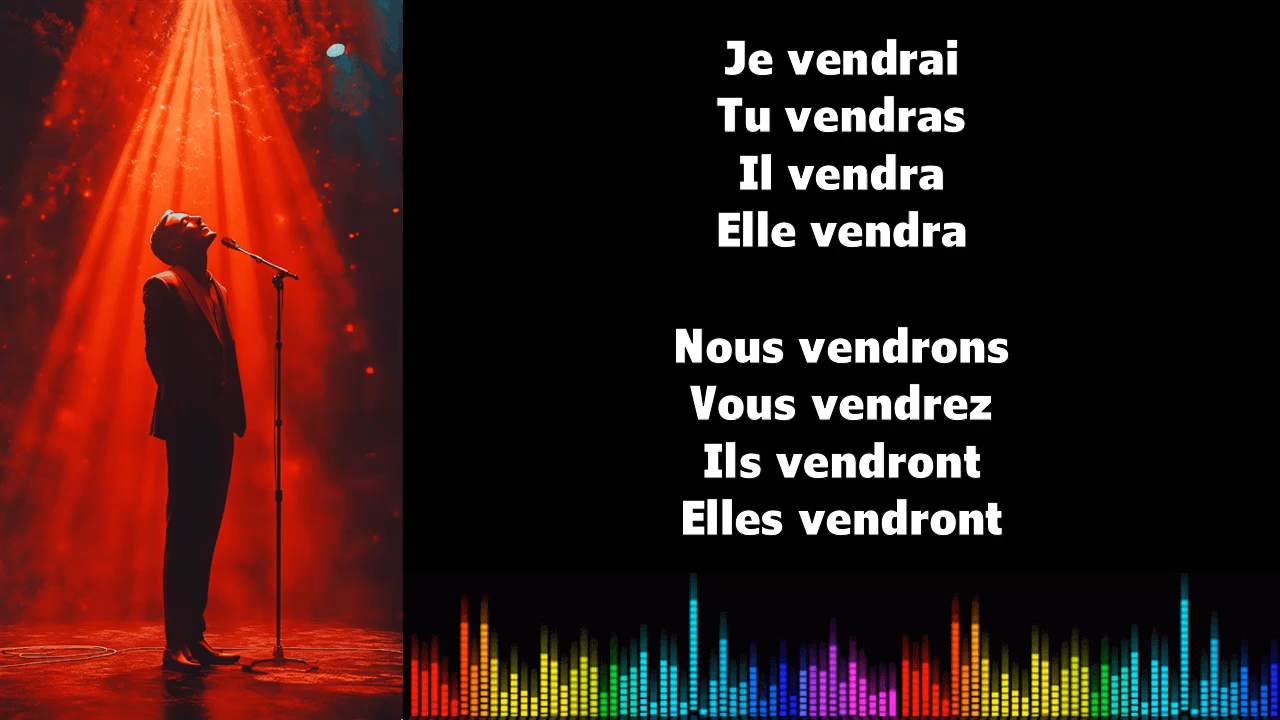 Je vendrai
Tu vendras
Il vendra
Elle vendra
Nous vendrons
Vous vendrez
Ils vendront
Elles vendront